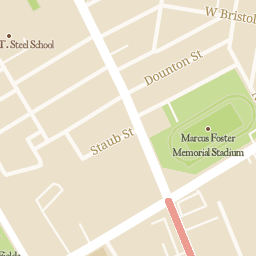 W Bristol
T. Steel School
Dounton St
Marcus Foster
Memorial Stadium
Staub St